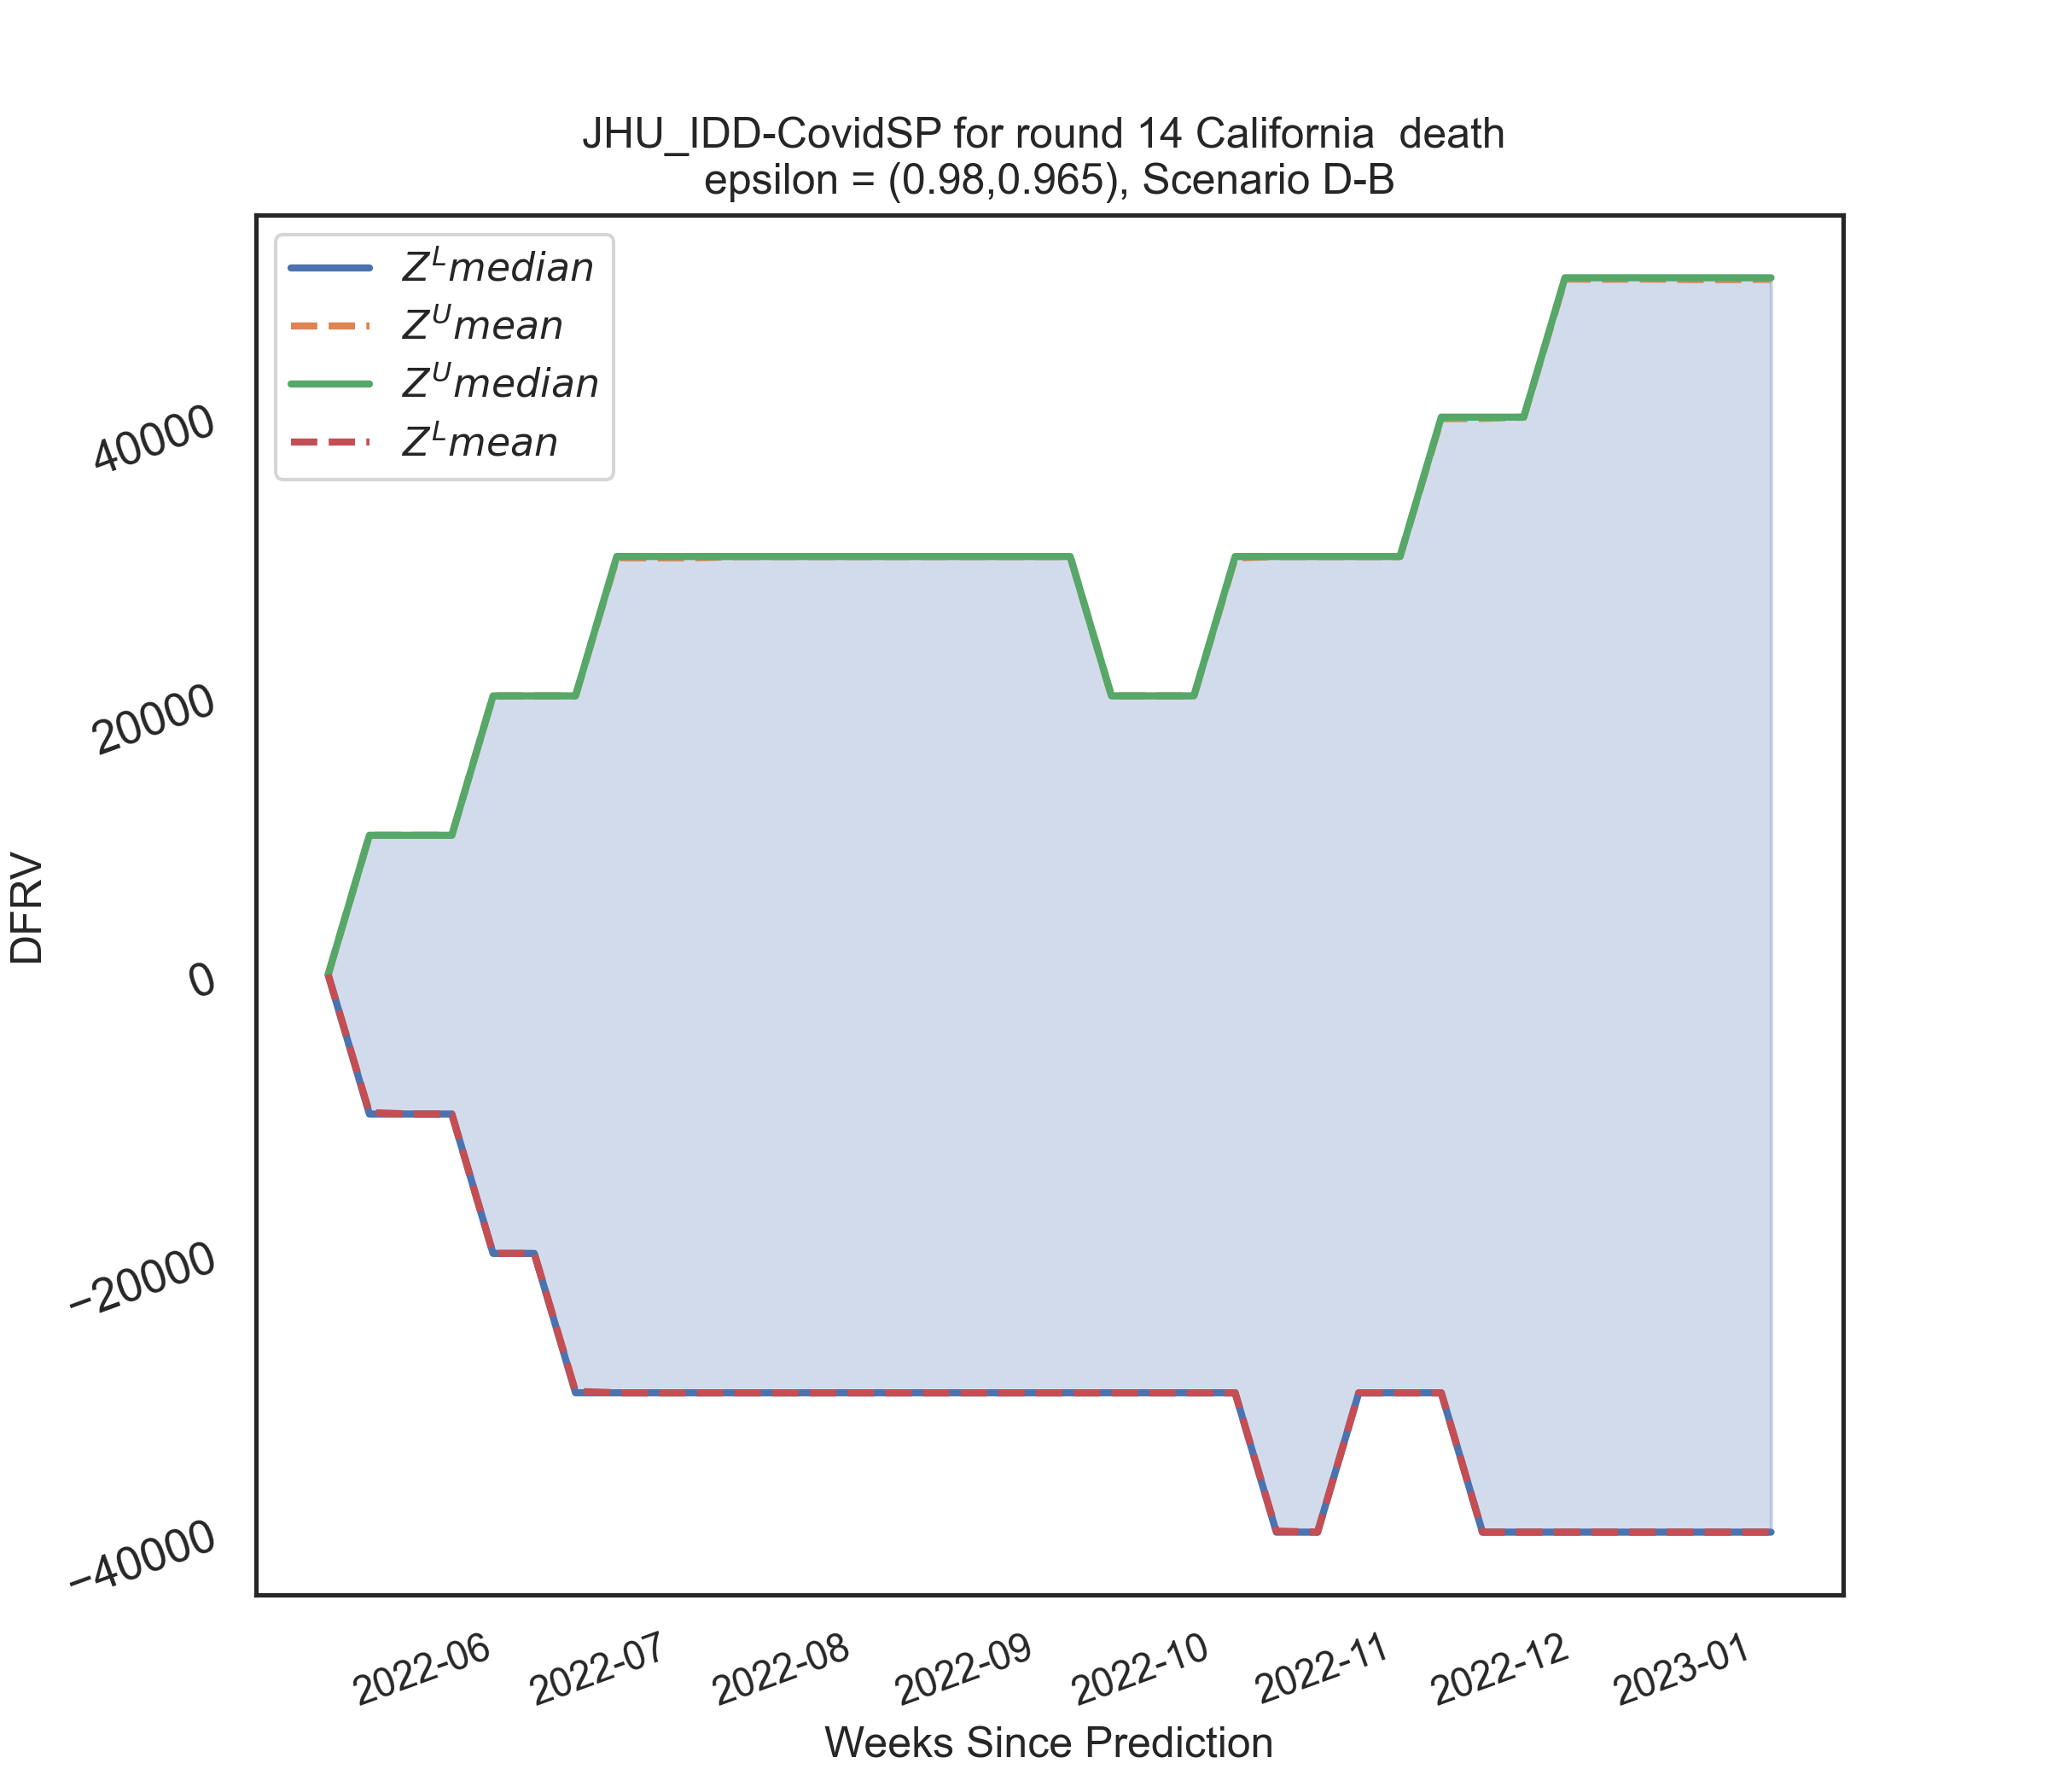 JHU_IDD-CovidSP for round 14 California  death
epsilon = (0.98,0.965), Scenario D-B
Z^L median
Z^U mean
Z^U median
Z^L mean
40000
20000
0
−20000
−40000
DFRV
2022-06
2022-07
2022-08
2022-09
2022-10
2022-11
2022-12
2023-01
Weeks Since Prediction